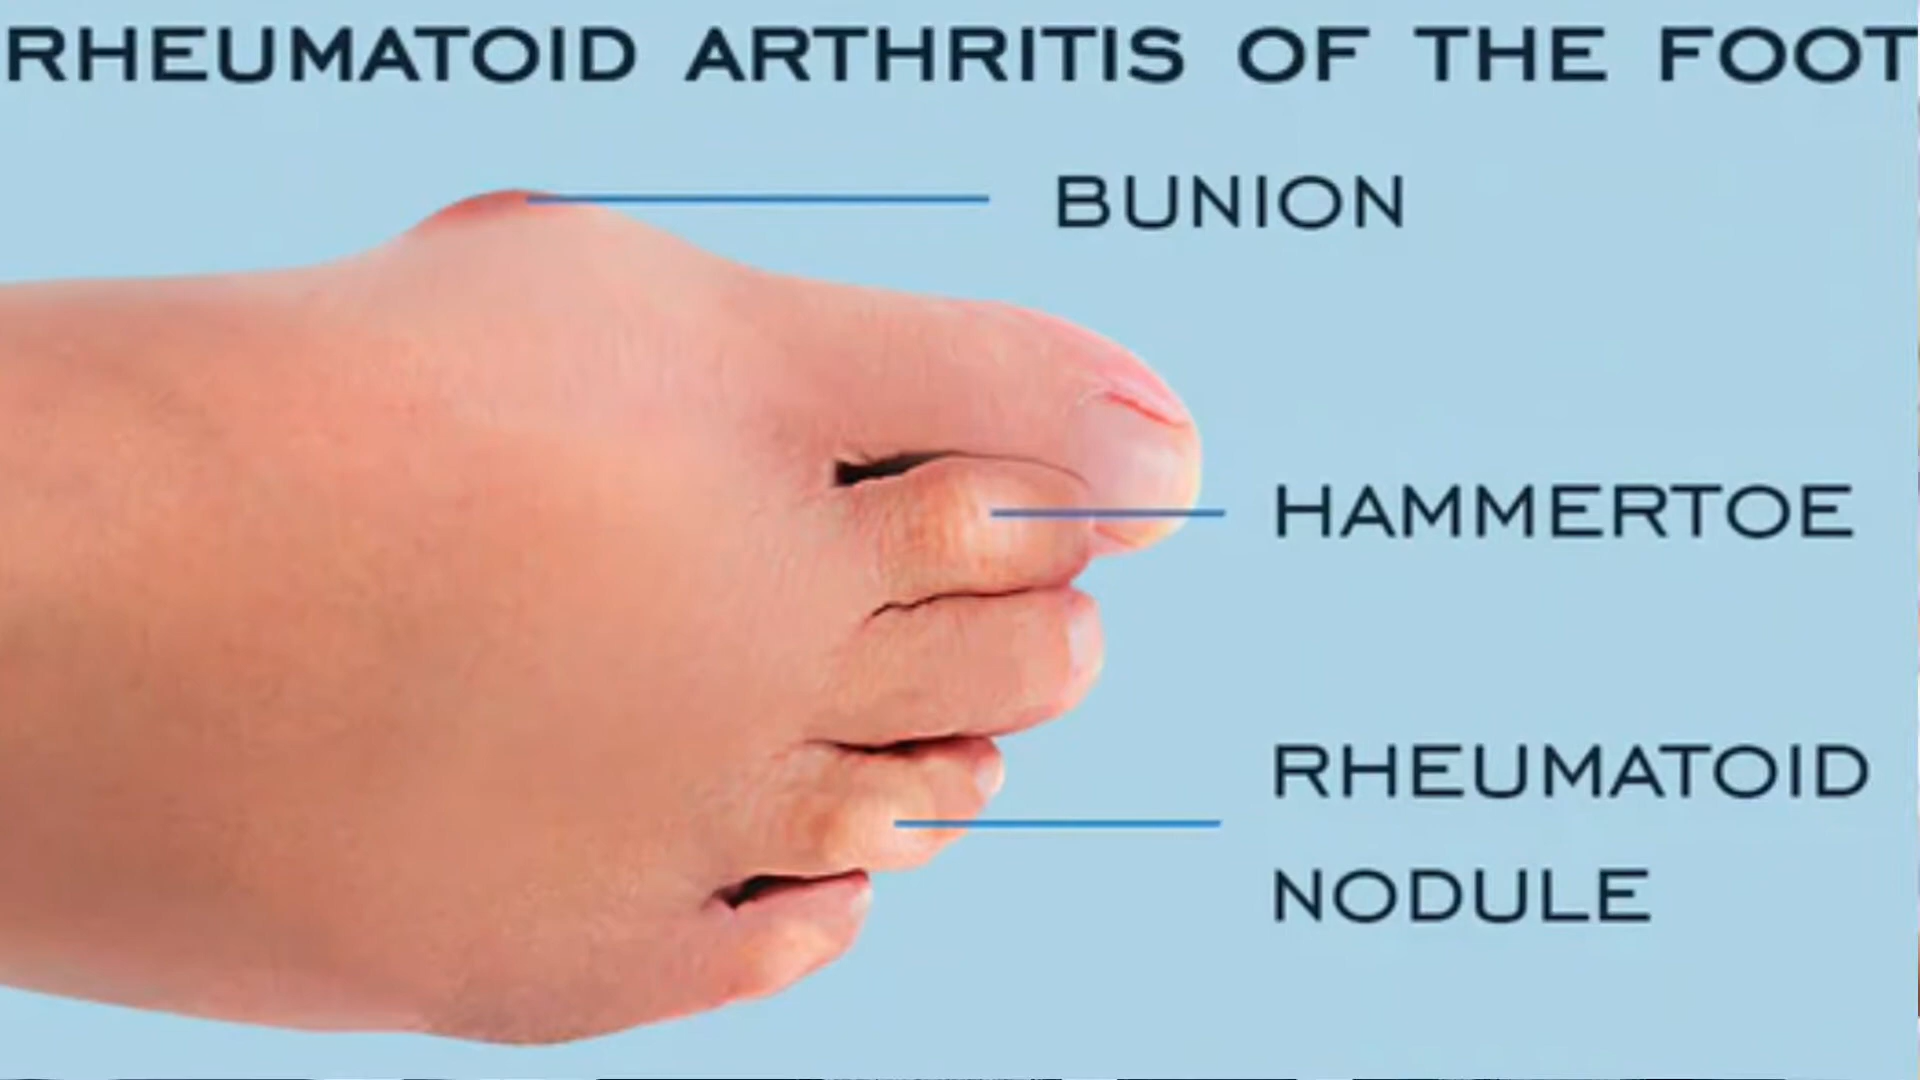 RHEUMATOID ARTHRITIS OF THE FOOT
BUNION
HAMMERTOE
RHEUMATOID
NODULE